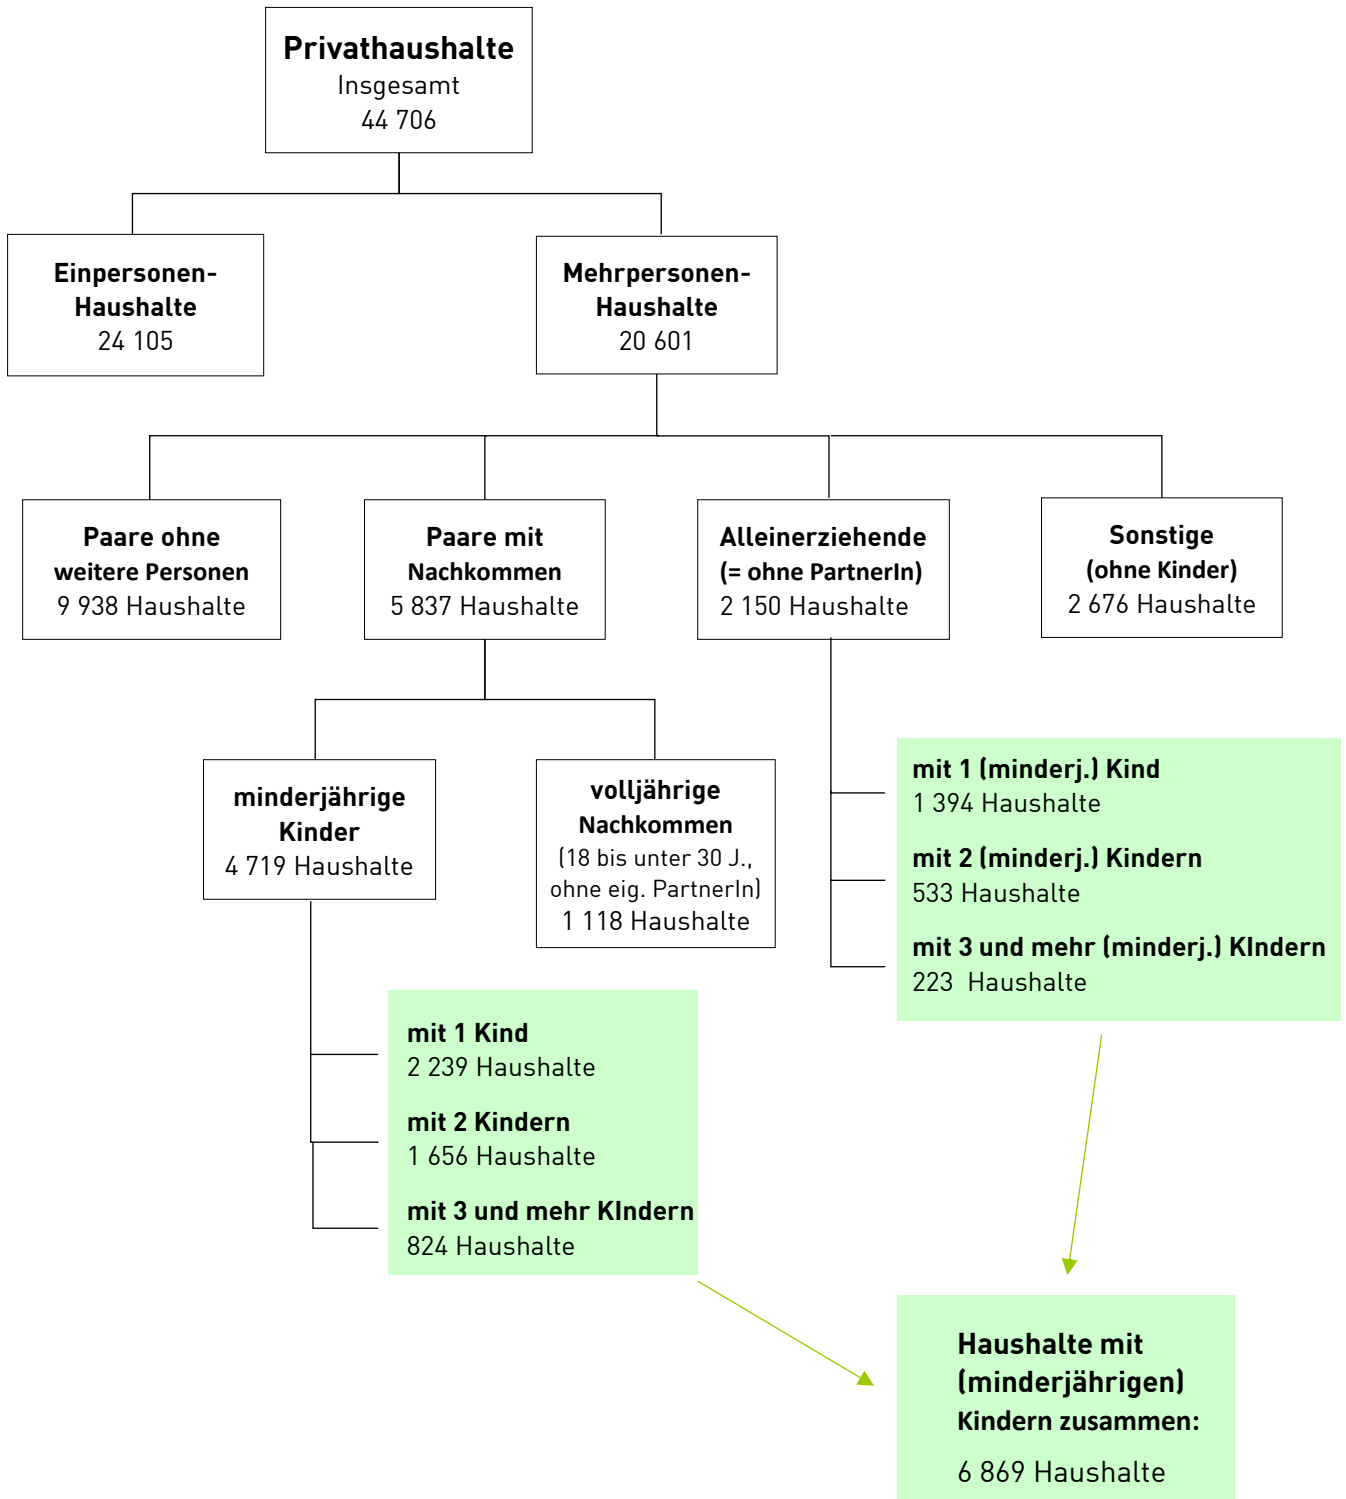 Privathaushalte
Insgesamt
44 706
Einpersonen-
Haushalte
24 105
Mehrpersonen-
Haushalte
20 601
Paare ohne
weitere Personen
9 938 Haushalte
Paare mit
Nachkommen
5 837 Haushalte
Alleinerziehende
(= ohne PartnerIn)
2 150 Haushalte
Sonstige
(ohne Kinder)
2 676 Haushalte
minderjährige
Kinder
4 719 Haushalte
volljährige
Nachkommen
(18 bis unter 30 J.,
ohne eig. PartnerIn)
1 118 Haushalte
mit 1 (minderj.) Kind
1 394 Haushalte
mit 2 (minderj.) Kindern
533 Haushalte
mit 3 und mehr (minderj.) KIndern
223 Haushalte
mit 1 Kind
2 239 Haushalte
mit 2 Kindern
1 656 Haushalte
mit 3 und mehr KIndern
824 Haushalte
Haushalte mit
(minderjährigen)
Kindern zusammen:
6 869 Haushalte